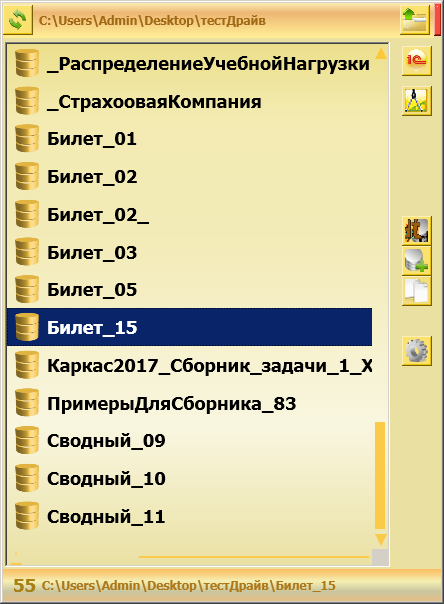 C:\Users\Admin\Desktop\тестДрайв
_РаспределениеУчебнойНагрузки
_СтрахооваяКомпания
Билет_01
Билет_02
Билет_02_
Билет_03
Билет_05
Билет_15
Каркас2017_Сборник_задачи_1_Х
ПримерыДляСборника_83
Сводный_09
Сводный_10
Сводный_11
55 C:\Users\Admin\Desktop\тестДрайв\Билет_15